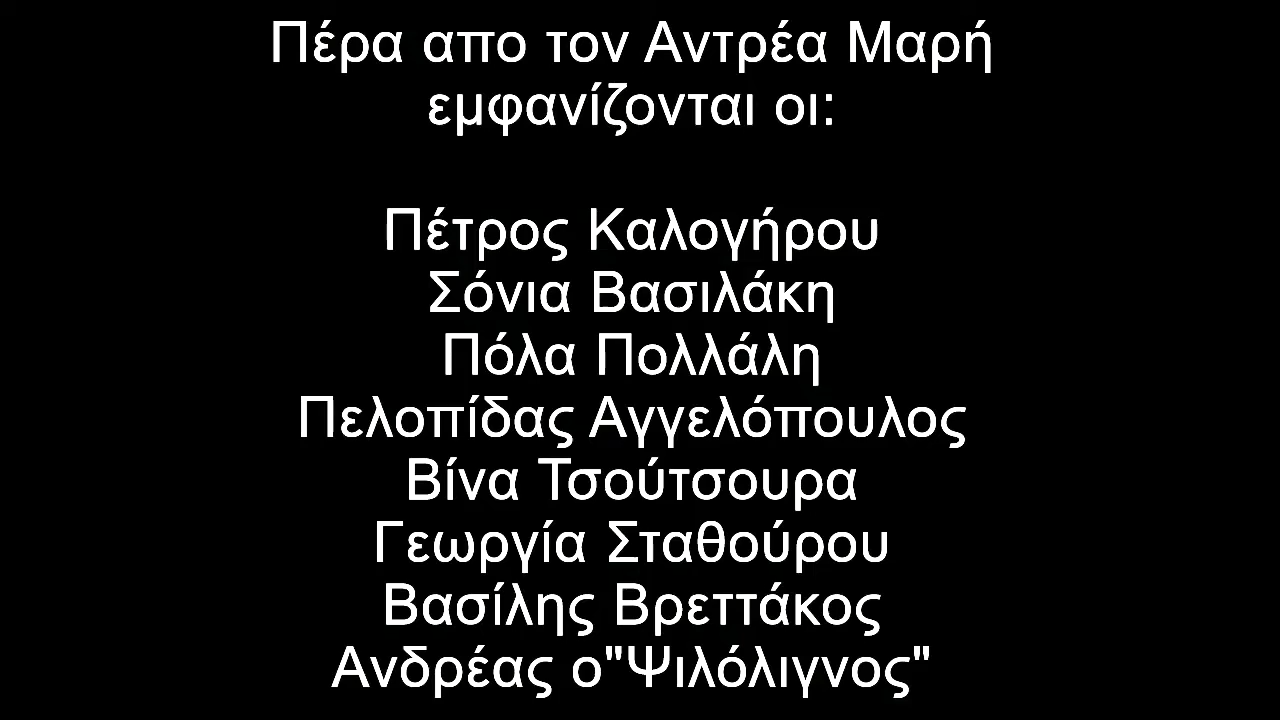 Πέρα απο τον Αντρέα Μαρή
εμφανίζονται οι:
Πέτρος Καλογήρου
Σόνια Βασιλάκη
Πόλα Πολλάλη
Πελοπίδας Αγγελόπουλος
Βίνα Τσούτσουρα
Γεωργία Σταθούρου
Βασίλης Βρεττάκος
Ανδρέας ο"Ψιλόλιγνος"